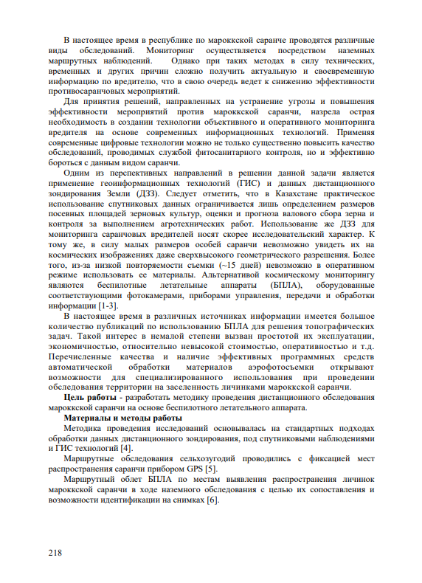 В настоящее время в республике по мароккской саранче проводятся различные
виды обследований. Мониторинг осуществляется посредством наземных
маршрутных наблюдений. Однако при таких методах в силу технических,
временных и других причин сложно получить актуальную и своевременную
информацию по вредителю, что в свою очередь ведет к снижению эффективности
противосаранчовых мероприятий.
Для принятия решений, направленных на устранение угрозы и повышения
эффективности мероприятий против мароккской саранчи, назрела острая
необходимость в создании технологии объективного и оперативного мониторинга
вредителя на основе современных информационных технологий. Применяя
современные цифровые технологии можно не только существенно повысить качество
обследований, проводимых службой фитосанитарного контроля, но и эффективно
бороться с данным видом саранчи.
Одним из перспективных направлений в решении данной задачи является
применение геоинформационных технологий (ГИС) и данных дистанционного
зондирования Земли (ДЗЗ). Следует отметить, что в Казахстане практическое
использование спутниковых данных ограничивается лишь определением размеров
посевных площадей зерновых культур, оценки и прогноза валового сбора зерна и
контроля за выполнением агротехнических работ. Использование же ДЗЗ для
мониторинга саранчовых вредителей носят скорее исследовательский характер. К
тому же, в силу малых размеров особей саранчи невозможно увидеть их на
космических изображениях даже сверхвысокого геометрического разрешения. Более
того, из-за низкой повторяемости съемки (~15 дней) невозможно в оперативном
режиме использовать ее материалы. Альтернативой космическому мониторингу
являются беспилотные летательные аппараты (БПЛА), оборудованные
соответствующими фотокамерами, приборами управления, передачи и обработки
информации [1-3].
В настоящее время в различных источниках информации имеется большое
количество публикаций по использованию БПЛА для решения топографических
задач. Такой интерес в немалой степени вызван простотой их эксплуатации,
экономичностью, относительно невысокой стоимостью, оперативностью и т.д.
Перечисленные качества и наличие эффективных программных средств
автоматической обработки материалов аэрофотосъемки открывают
возможности для специализированного использования при проведении
обследования территории на заселенность личинками мароккской саранчи.
Цель работы - разработать методику проведения дистанционного обследования
мароккской саранчи на основе беспилотного летательного аппарата.
Материалы и методы работы
Методика проведения исследований основывалась на стандартных подходах
обработки данных дистанционного зондирования, под спутниковыми наблюдениями
и ГИС технологий [4].
Маршрутные обследования сельхозугодий проводились с фиксацией мест
распространения саранчи прибором GPS [5].
Маршрутный облет БПЛА по местам выявления распространения личинок
мароккской саранчи в ходе наземного обследования с целью их сопоставления и
возможности идентификации на снимках [6].
218